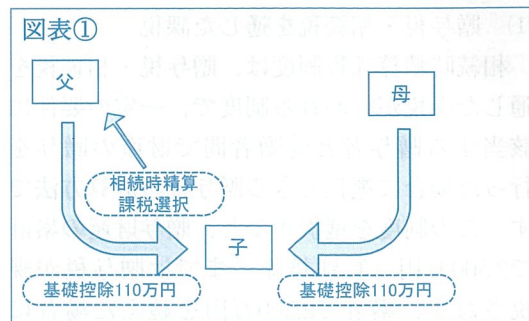 図表①
父
母
相続時精算
課税選択
子
基礎控除110万円
基礎控除110万円